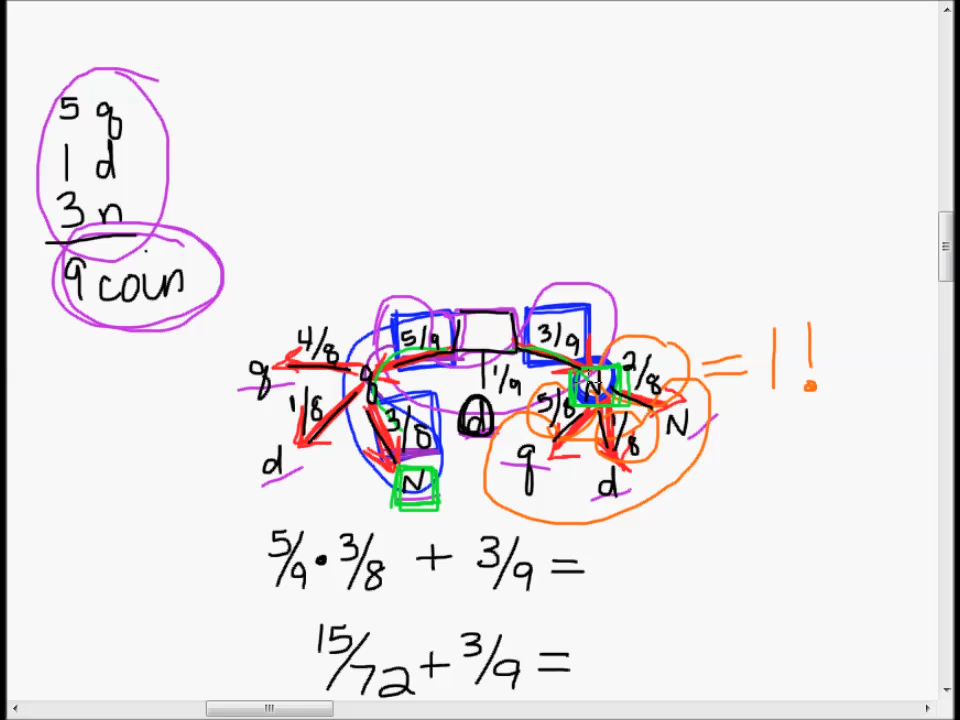 5 q
1 d
3 n
9 coin
5/9
3/9
4/8
2/8
= 1!
q
q
N
1/8
3/8
1/9
5/8
1/8
N
d
d
q
N
d
5/9 · 3/8 + 3/9 =
15/72 + 3/9 =